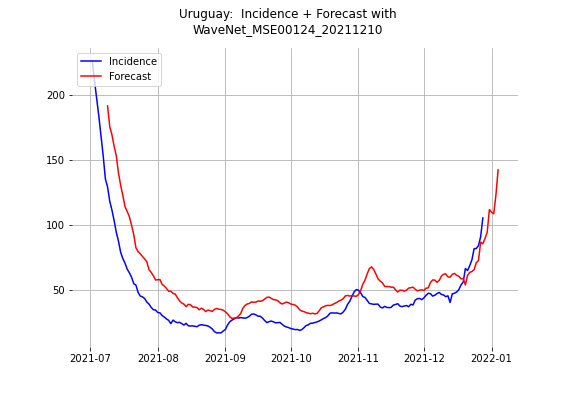 Uruguay:  Incidence + Forecast with
WaveNet_MSE00124_20211210
Incidence
Forecast
200
150
100
50
2021-07
2021-08
2021-09
2021-10
2021-11
2021-12
2022-01